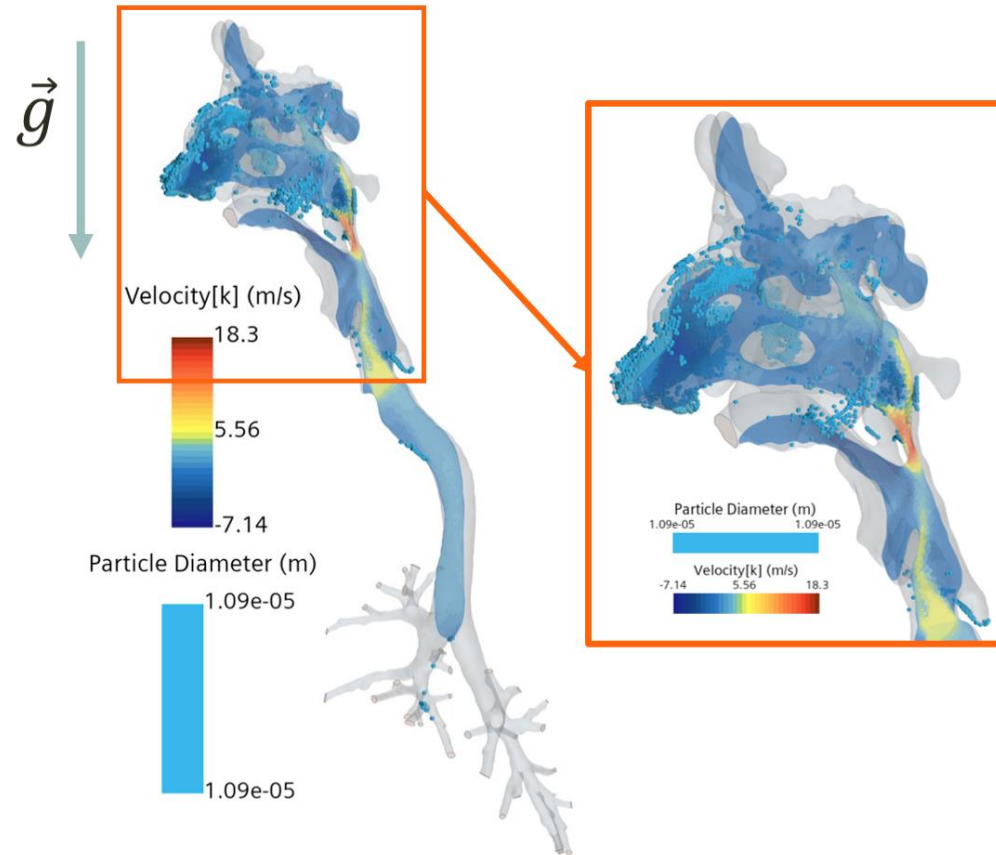 g⃗
Velocity[k] (m/s)
18.3
5.56
-7.14
Particle Diameter (m)
1.09e-05
1.09e-05
Particle Diameter (m)
1.09e-05 1.09e-05
Velocity[k] (m/s)
-7.14 5.56 18.3